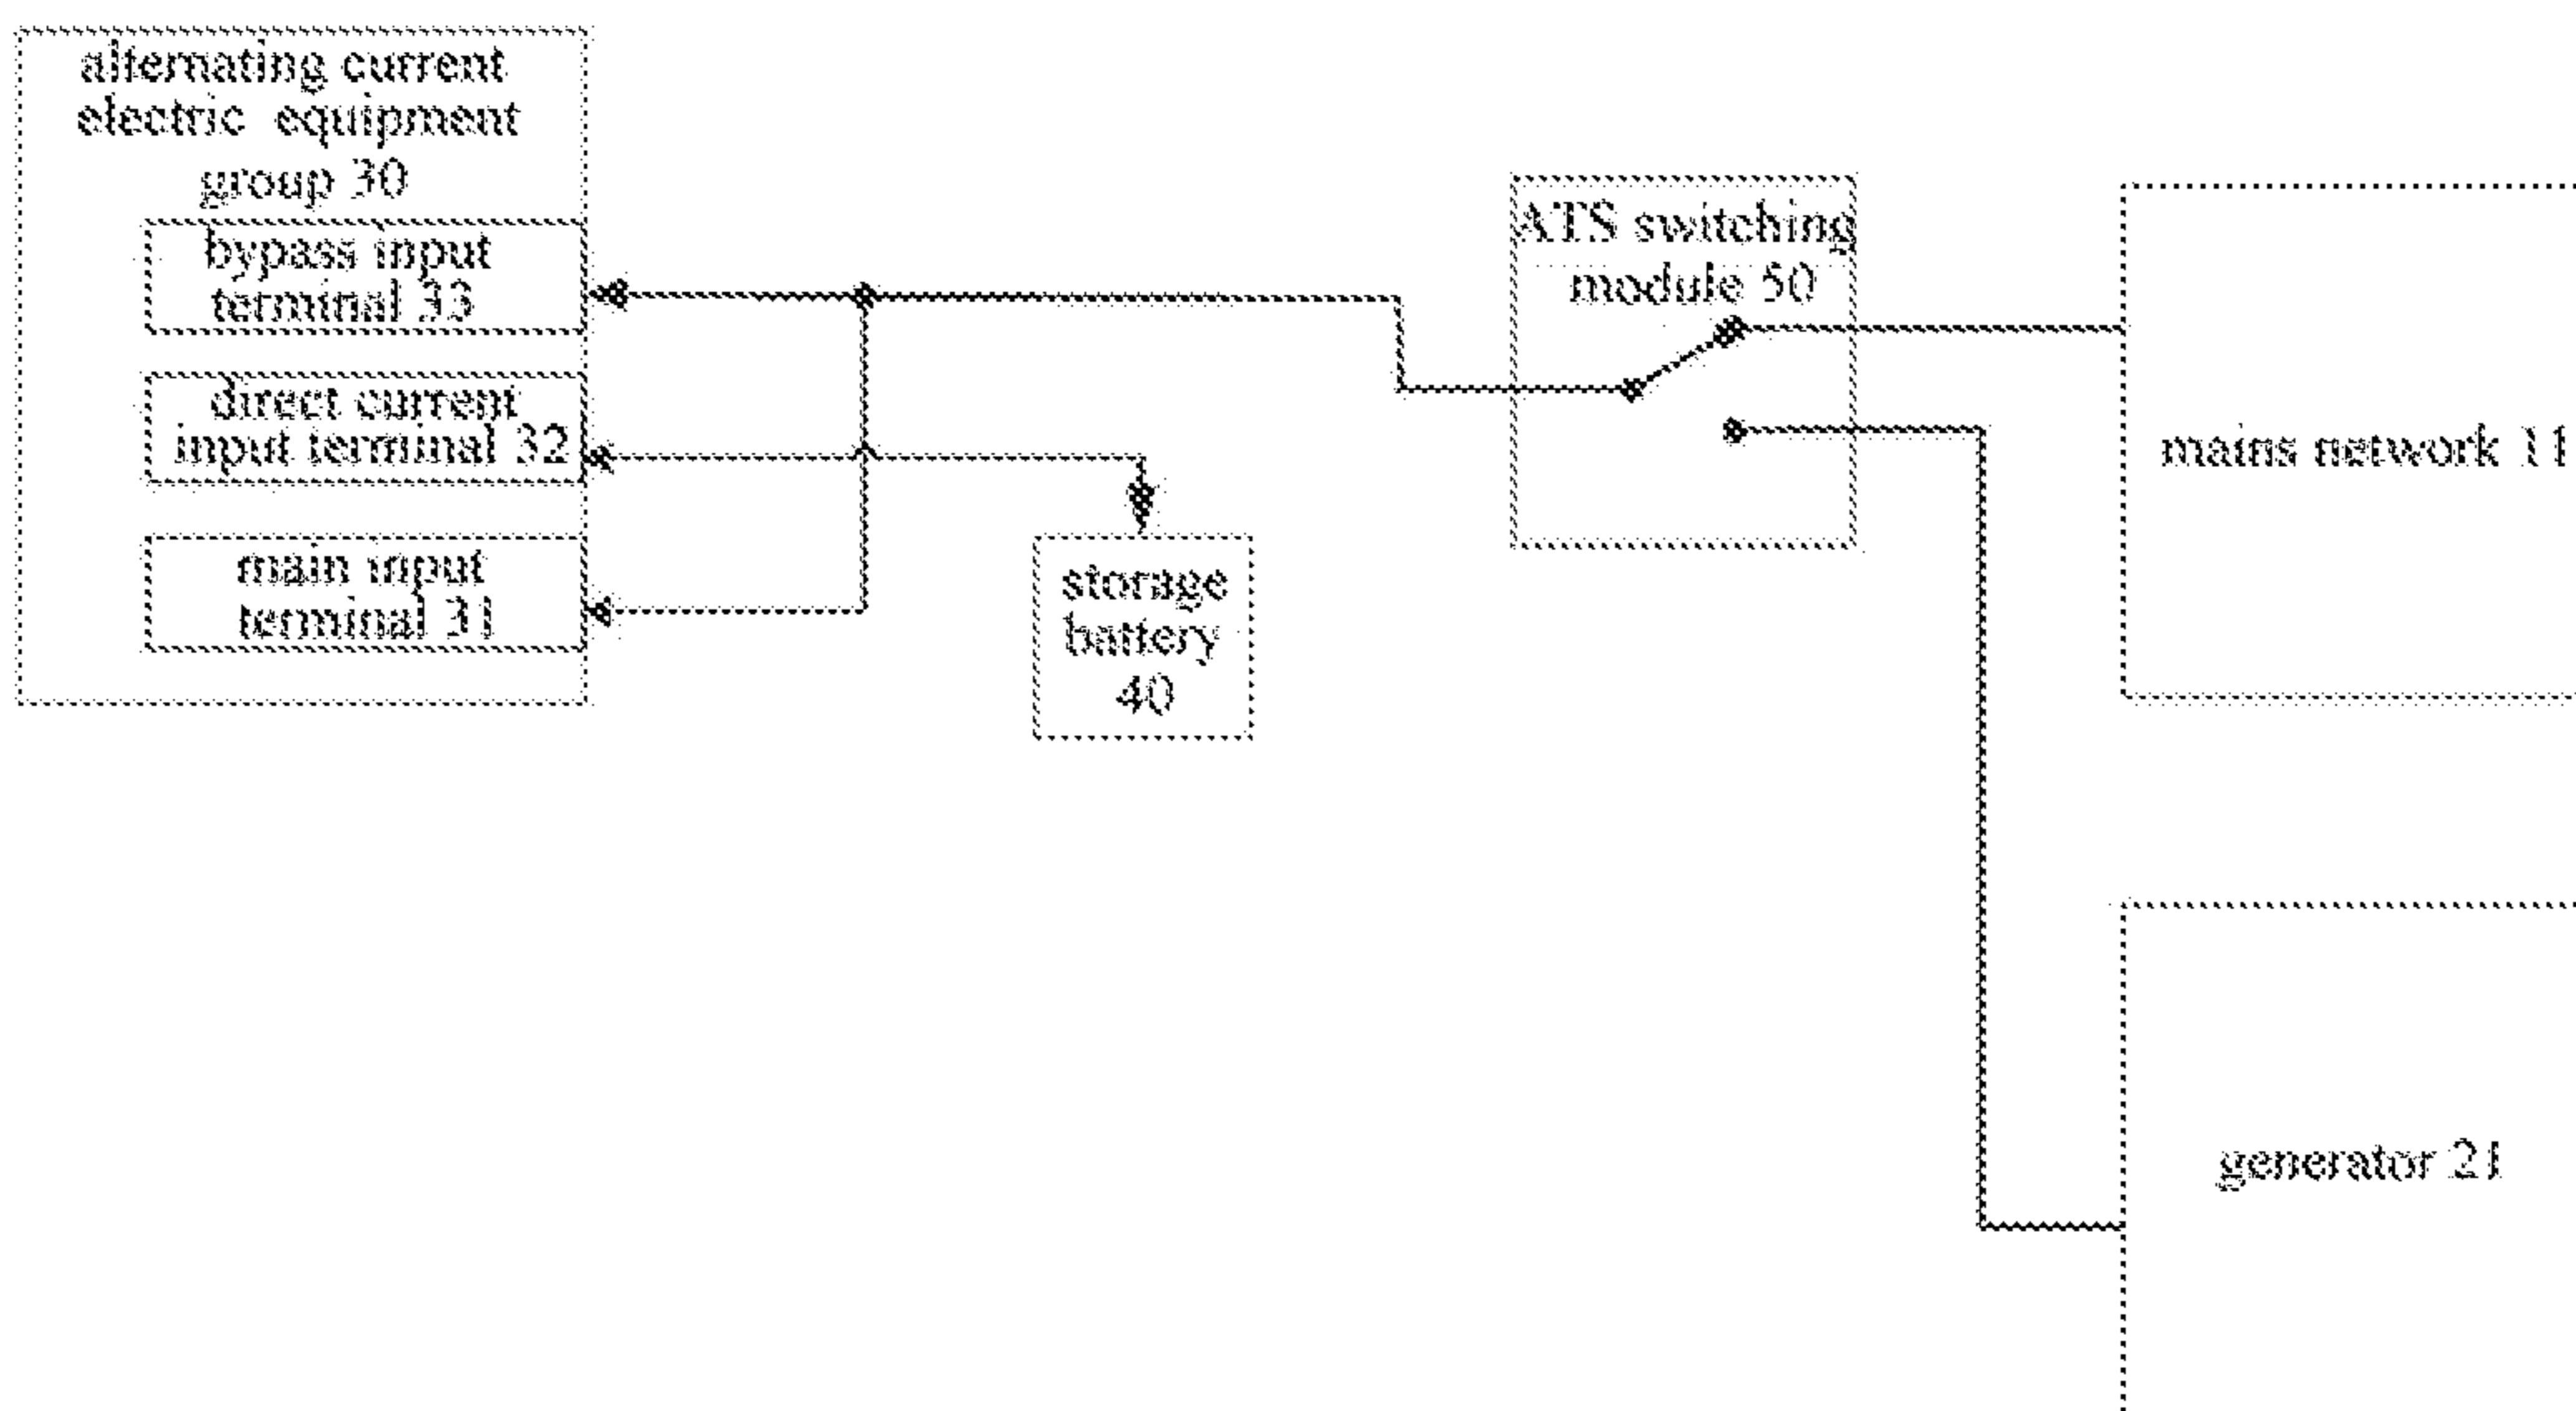 alternating current
electric equipment
group 30
bypass input
terminal 33
direct current
input terminal 32
main input
terminal 31
storage
battery
40
ATS switching
module 50
mains network 11
generator 21